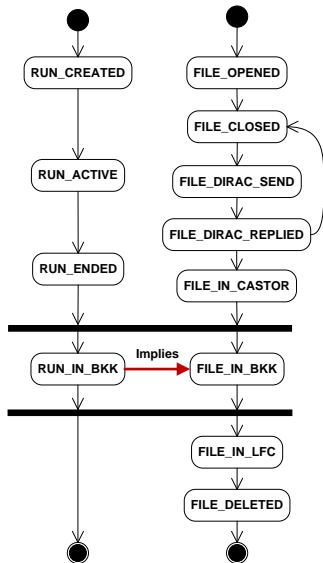 RUN_CREATED
FILE_OPENED
FILE_CLOSED
RUN_ACTIVE
FILE_DIRAC_SEND
FILE_DIRAC_REPLIED
RUN_ENDED
FILE_IN_CASTOR
Implies
RUN_IN_BKK
FILE_IN_BKK
FILE_IN_LFC
FILE_DELETED